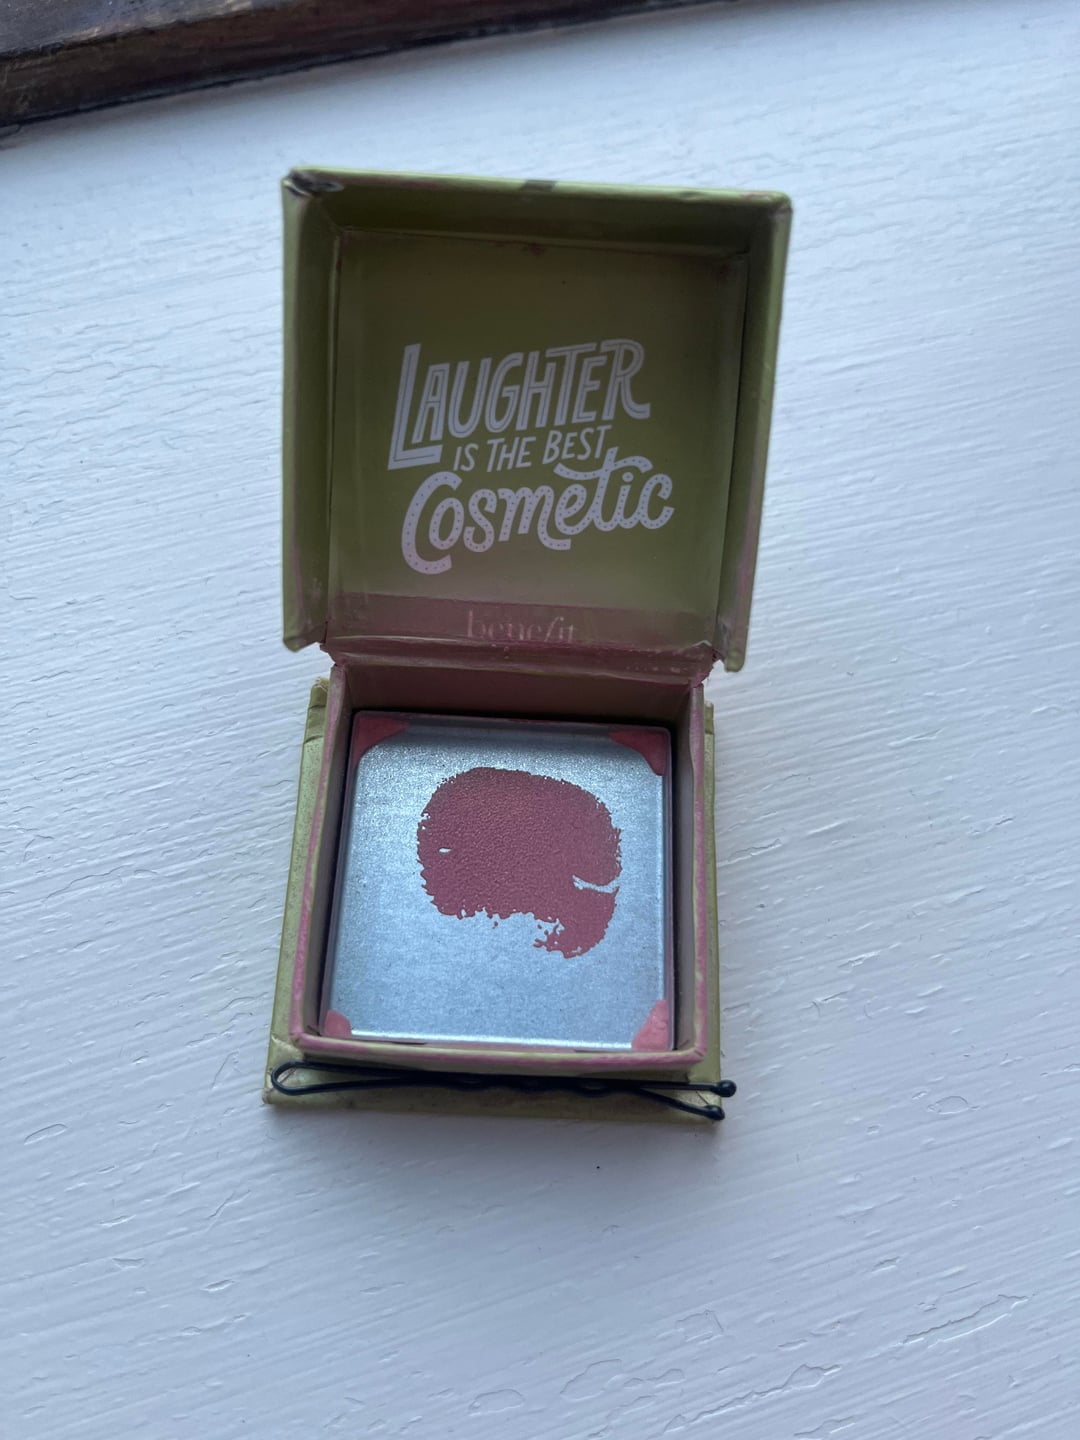 LAUGHTER
IS THE BEST
Cosmetic
benefit